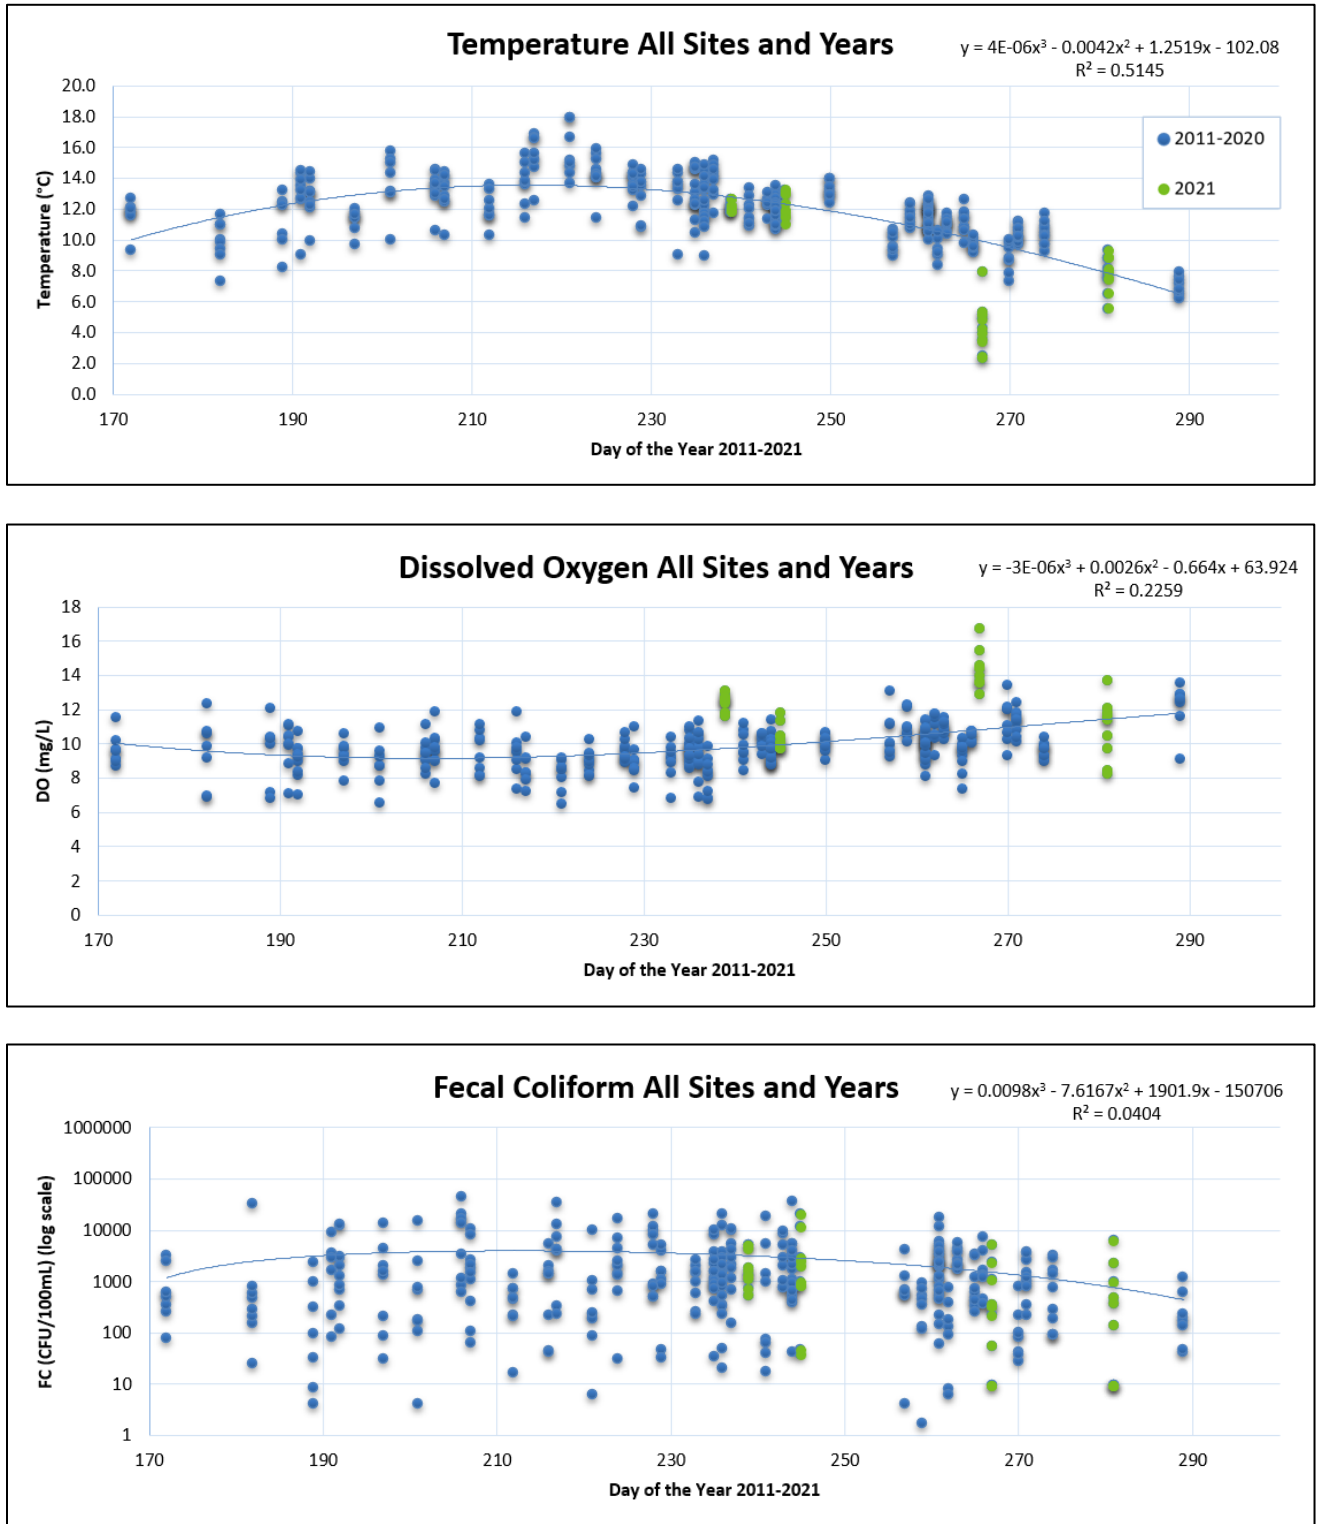 Temperature All Sites and Years
y = 4E-06x³ - 0.0042x² + 1.2519x - 102.08
R² = 0.5145
20.0
18.0
16.0
14.0
12.0
10.0
8.0
6.0
4.0
2.0
0.0
Temperature (°C)
2011-2020
2021
170 190 210 230 250 270 290
Day of the Year 2011-2021
Dissolved Oxygen All Sites and Years
y = -3E-06x³ + 0.0026x² - 0.664x + 63.924
R² = 0.2259
18
16
14
12
10
8
6
4
2
0
DO (mg/L)
170 190 210 230 250 270 290
Day of the Year 2011-2021
Fecal Coliform All Sites and Years
y = 0.0098x³ - 7.6167x² + 1901.9x - 150706
R² = 0.0404
1000000
100000
10000
1000
100
10
1
FC (CFU/100mL) (log scale)
170 190 210 230 250 270 290
Day of the Year 2011-2021